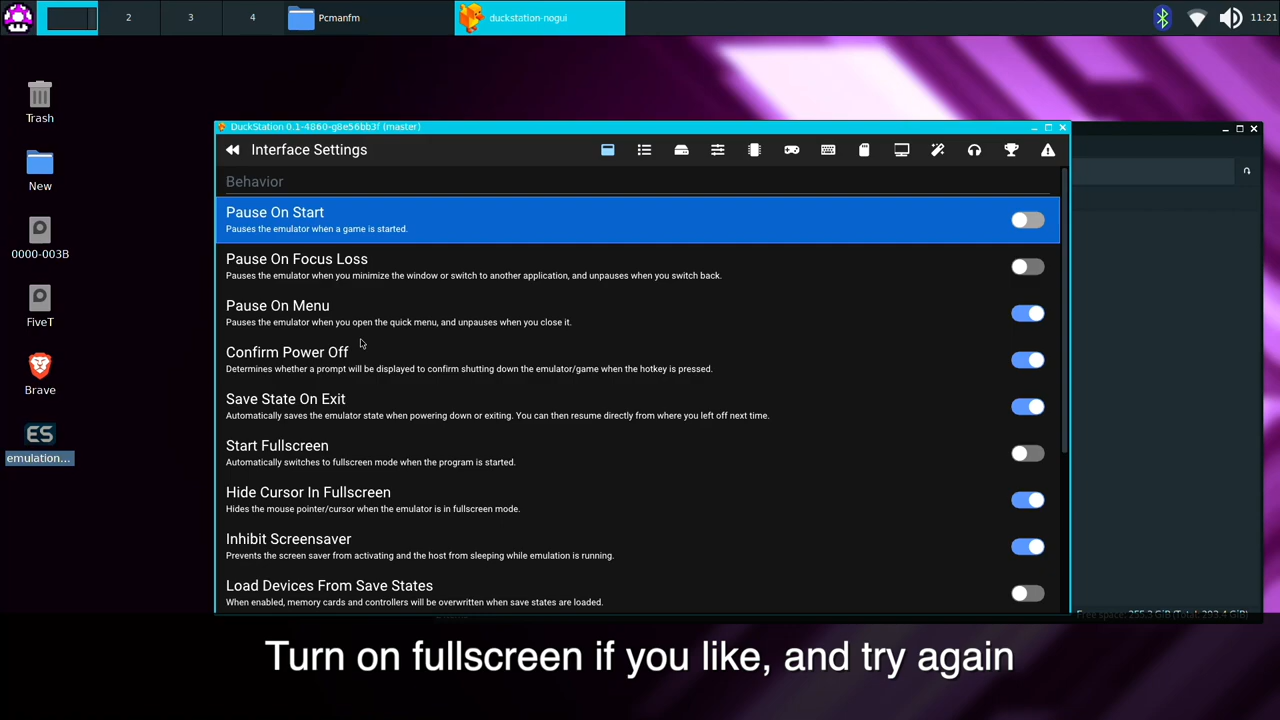 2
3
4
Pcmanfm
duckstation-nogui
11:21
Trash
New
0000-003B
FiveT
Brave
ES
emulation...
DuckStation 0.1-4860-g8e56bb3f (master)
Interface Settings
Behavior
Pause On Start
Pauses the emulator when a game is started.
Pause On Focus Loss
Pauses the emulator when you minimize the window or switch to another application, and unpauses when you switch back.
Pause On Menu
Pauses the emulator when you open the quick menu, and unpauses when you close it.
Confirm Power Off
Determines whether a prompt will be displayed to confirm shutting down the emulator/game when the hotkey is pressed.
Save State On Exit
Automatically saves the emulator state when powering down or exiting. You can then resume directly from where you left off next time.
Start Fullscreen
Automatically switches to fullscreen mode when the program is started.
Hide Cursor In Fullscreen
Hides the mouse pointer/cursor when the emulator is in fullscreen mode.
Inhibit Screensaver
Prevents the screen saver from activating and the host from sleeping while emulation is running.
Load Devices From Save States
When enabled, memory cards and controllers will be overwritten when save states are loaded.
Free space: 255.3 GiB (Total: 293.4 GiB)
Turn on fullscreen if you like, and try again